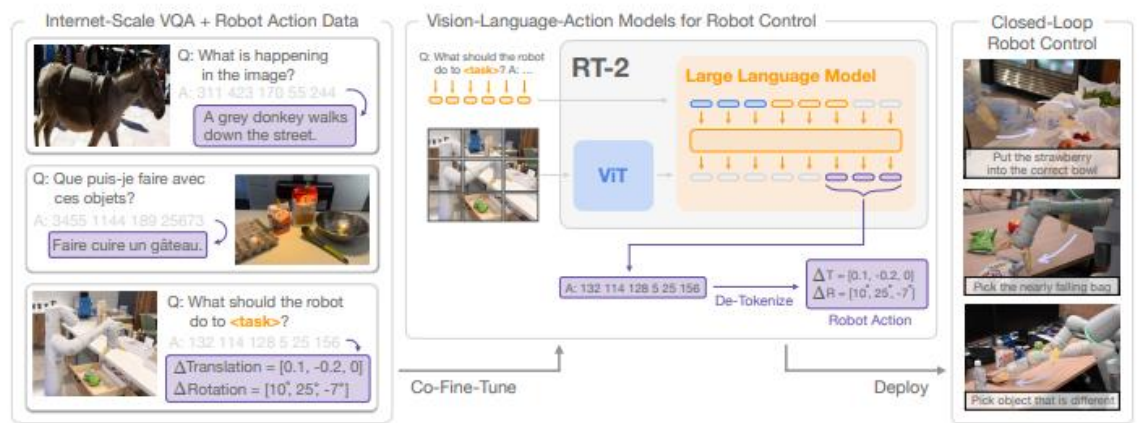 Internet-Scale VQA + Robot Action Data
Q: What is happening
in the image?
A: 311 423 170 55 244
A grey donkey walks
down the street.
Q: Que puis-je faire avec
ces objets?
A: 3455 1144 189 25673
Faire cuire un gâteau.
Q: What should the robot
do to <task>?
A: 132 114 128 5 25 156
ΔTranslation = [0.1, -0.2, 0]
ΔRotation = [10°, 25°, -7°]
Co-Fine-Tune
Vision-Language-Action Models for Robot Control
Q: What should the robot
do to <task>? A: ...
RT-2
Large Language Model
ViT
A: 132 114 128 5 25 156
De-Tokenize
ΔT = [0.1, -0.2, 0]
ΔR = [10°, 25°, -7°]
Robot Action
Deploy
Closed-Loop
Robot Control
Put the strawberry
into the correct bowl
Pick the nearly falling bag
Pick object that is different